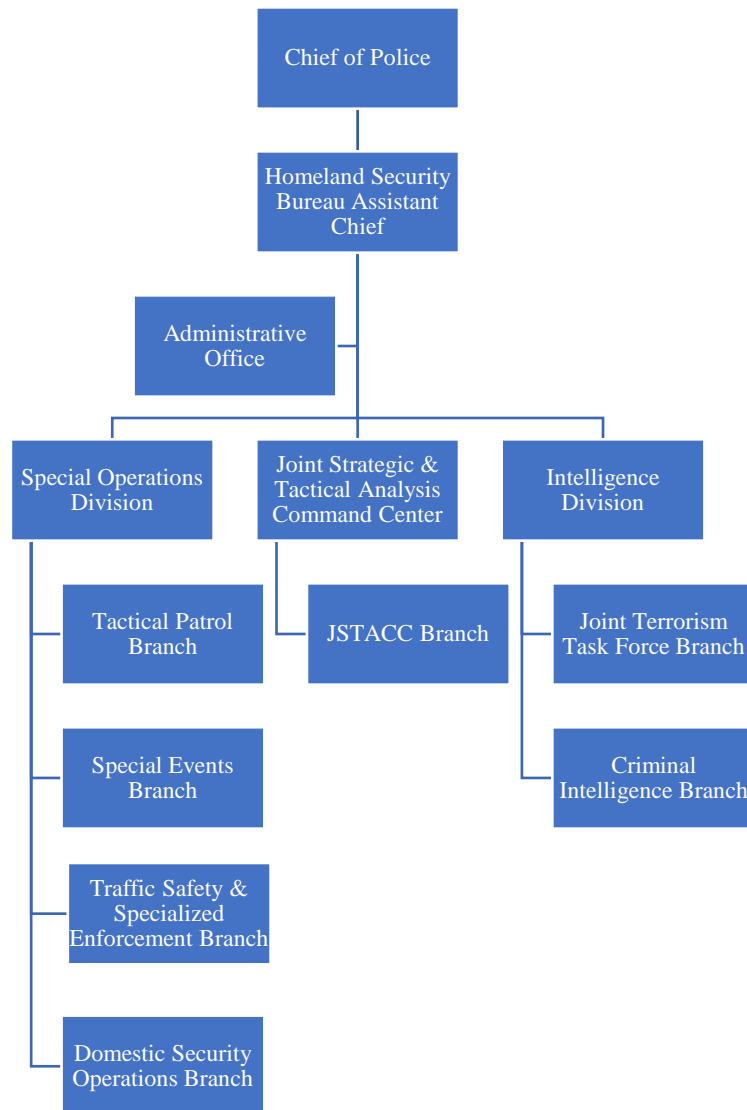 Chief of Police
Homeland Security
Bureau Assistant
Chief
Administrative
Office
Special Operations
Division
Joint Strategic &
Tactical Analysis
Command Center
Intelligence
Division
Tactical Patrol
Branch
JSTACC Branch
Joint Terrorism
Task Force Branch
Special Events
Branch
Criminal
Intelligence Branch
Traffic Safety &
Specialized
Enforcement Branch
Domestic Security
Operations Branch